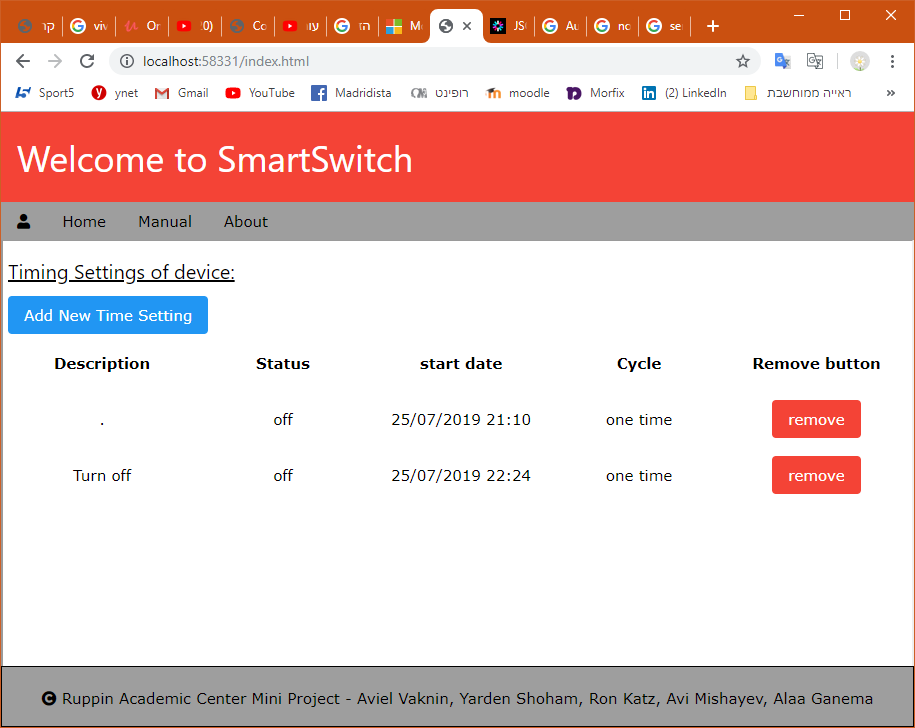 קר viv Or 0) Co עו הז M JS Au no se
localhost:58331/index.html
Sport5 ynet Gmail YouTube Madridista רופינט moodle Morfix (2) LinkedIn ראייה ממוחשבת »
Welcome to SmartSwitch
Home Manual About
Timing Settings of device:
Add New Time Setting
Description Status start date Cycle Remove button
. off 25/07/2019 21:10 one time remove
Turn off off 25/07/2019 22:24 one time remove
Ruppin Academic Center Mini Project - Aviel Vaknin, Yarden Shoham, Ron Katz, Avi Mishayev, Alaa Ganema